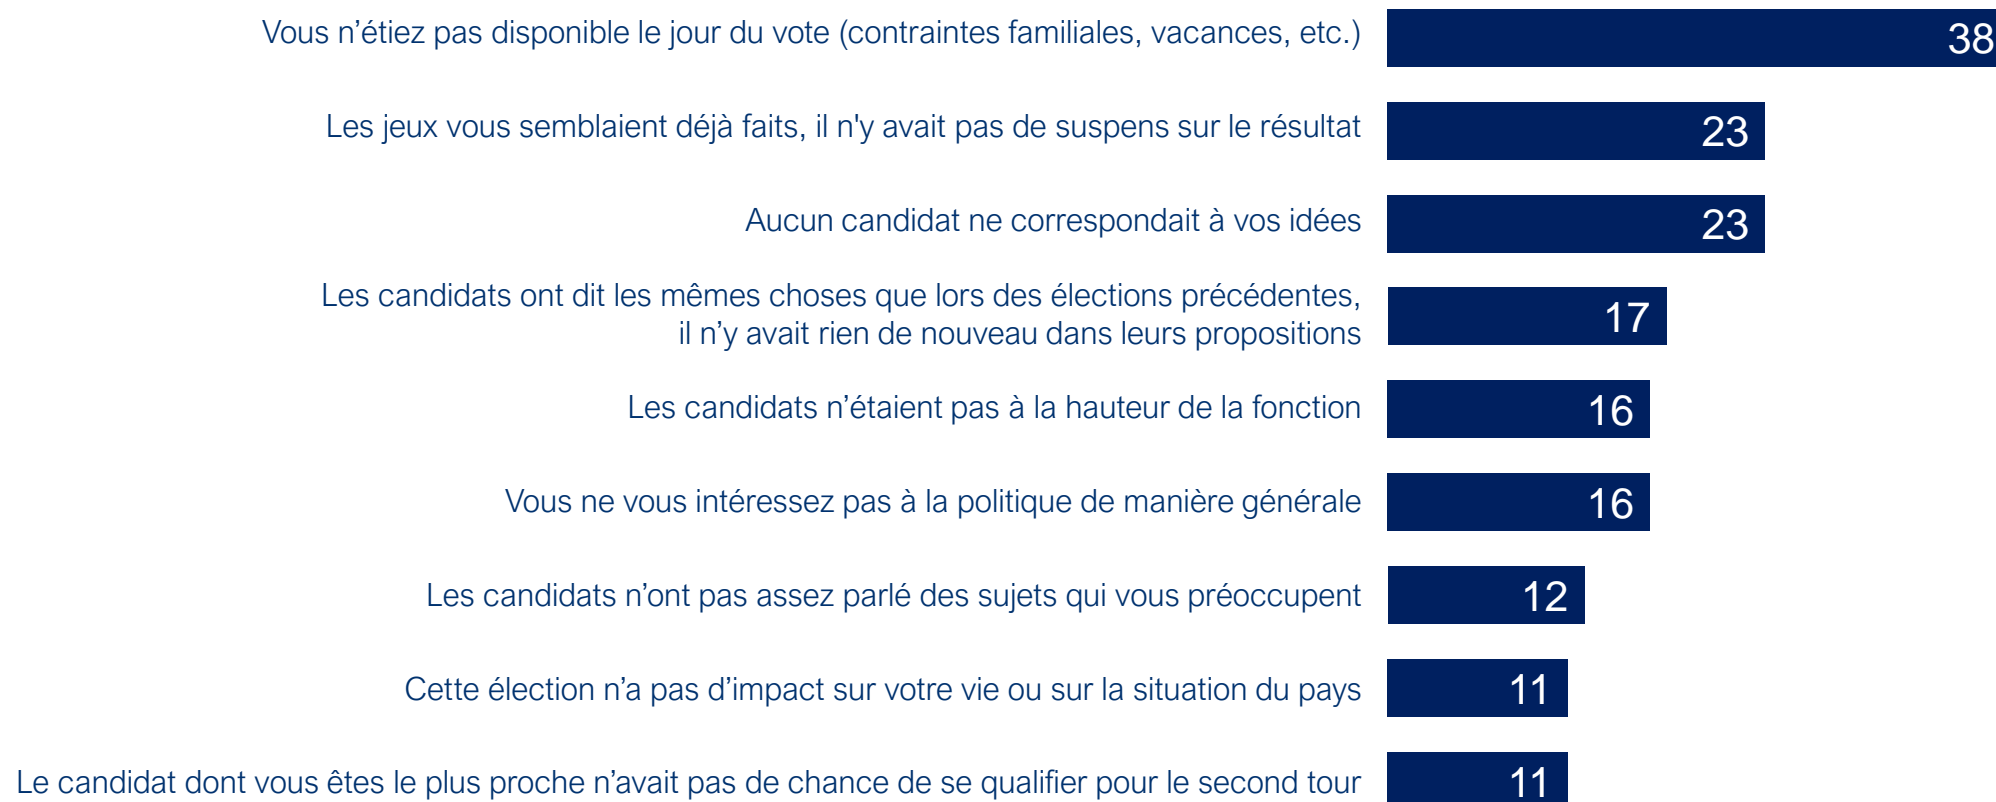 Vous n’étiez pas disponible le jour du vote (contraintes familiales, vacances, etc.) 38
Les jeux vous semblaient déjà faits, il n'y avait pas de suspens sur le résultat 23
Aucun candidat ne correspondait à vos idées 23
Les candidats ont dit les mêmes choses que lors des élections précédentes,
il n’y avait rien de nouveau dans leurs propositions 17
Les candidats n’étaient pas à la hauteur de la fonction 16
Vous ne vous intéressez pas à la politique de manière générale 16
Les candidats n’ont pas assez parlé des sujets qui vous préoccupent 12
Cette élection n’a pas d’impact sur votre vie ou sur la situation du pays 11
Le candidat dont vous êtes le plus proche n’avait pas de chance de se qualifier pour le second tour 11